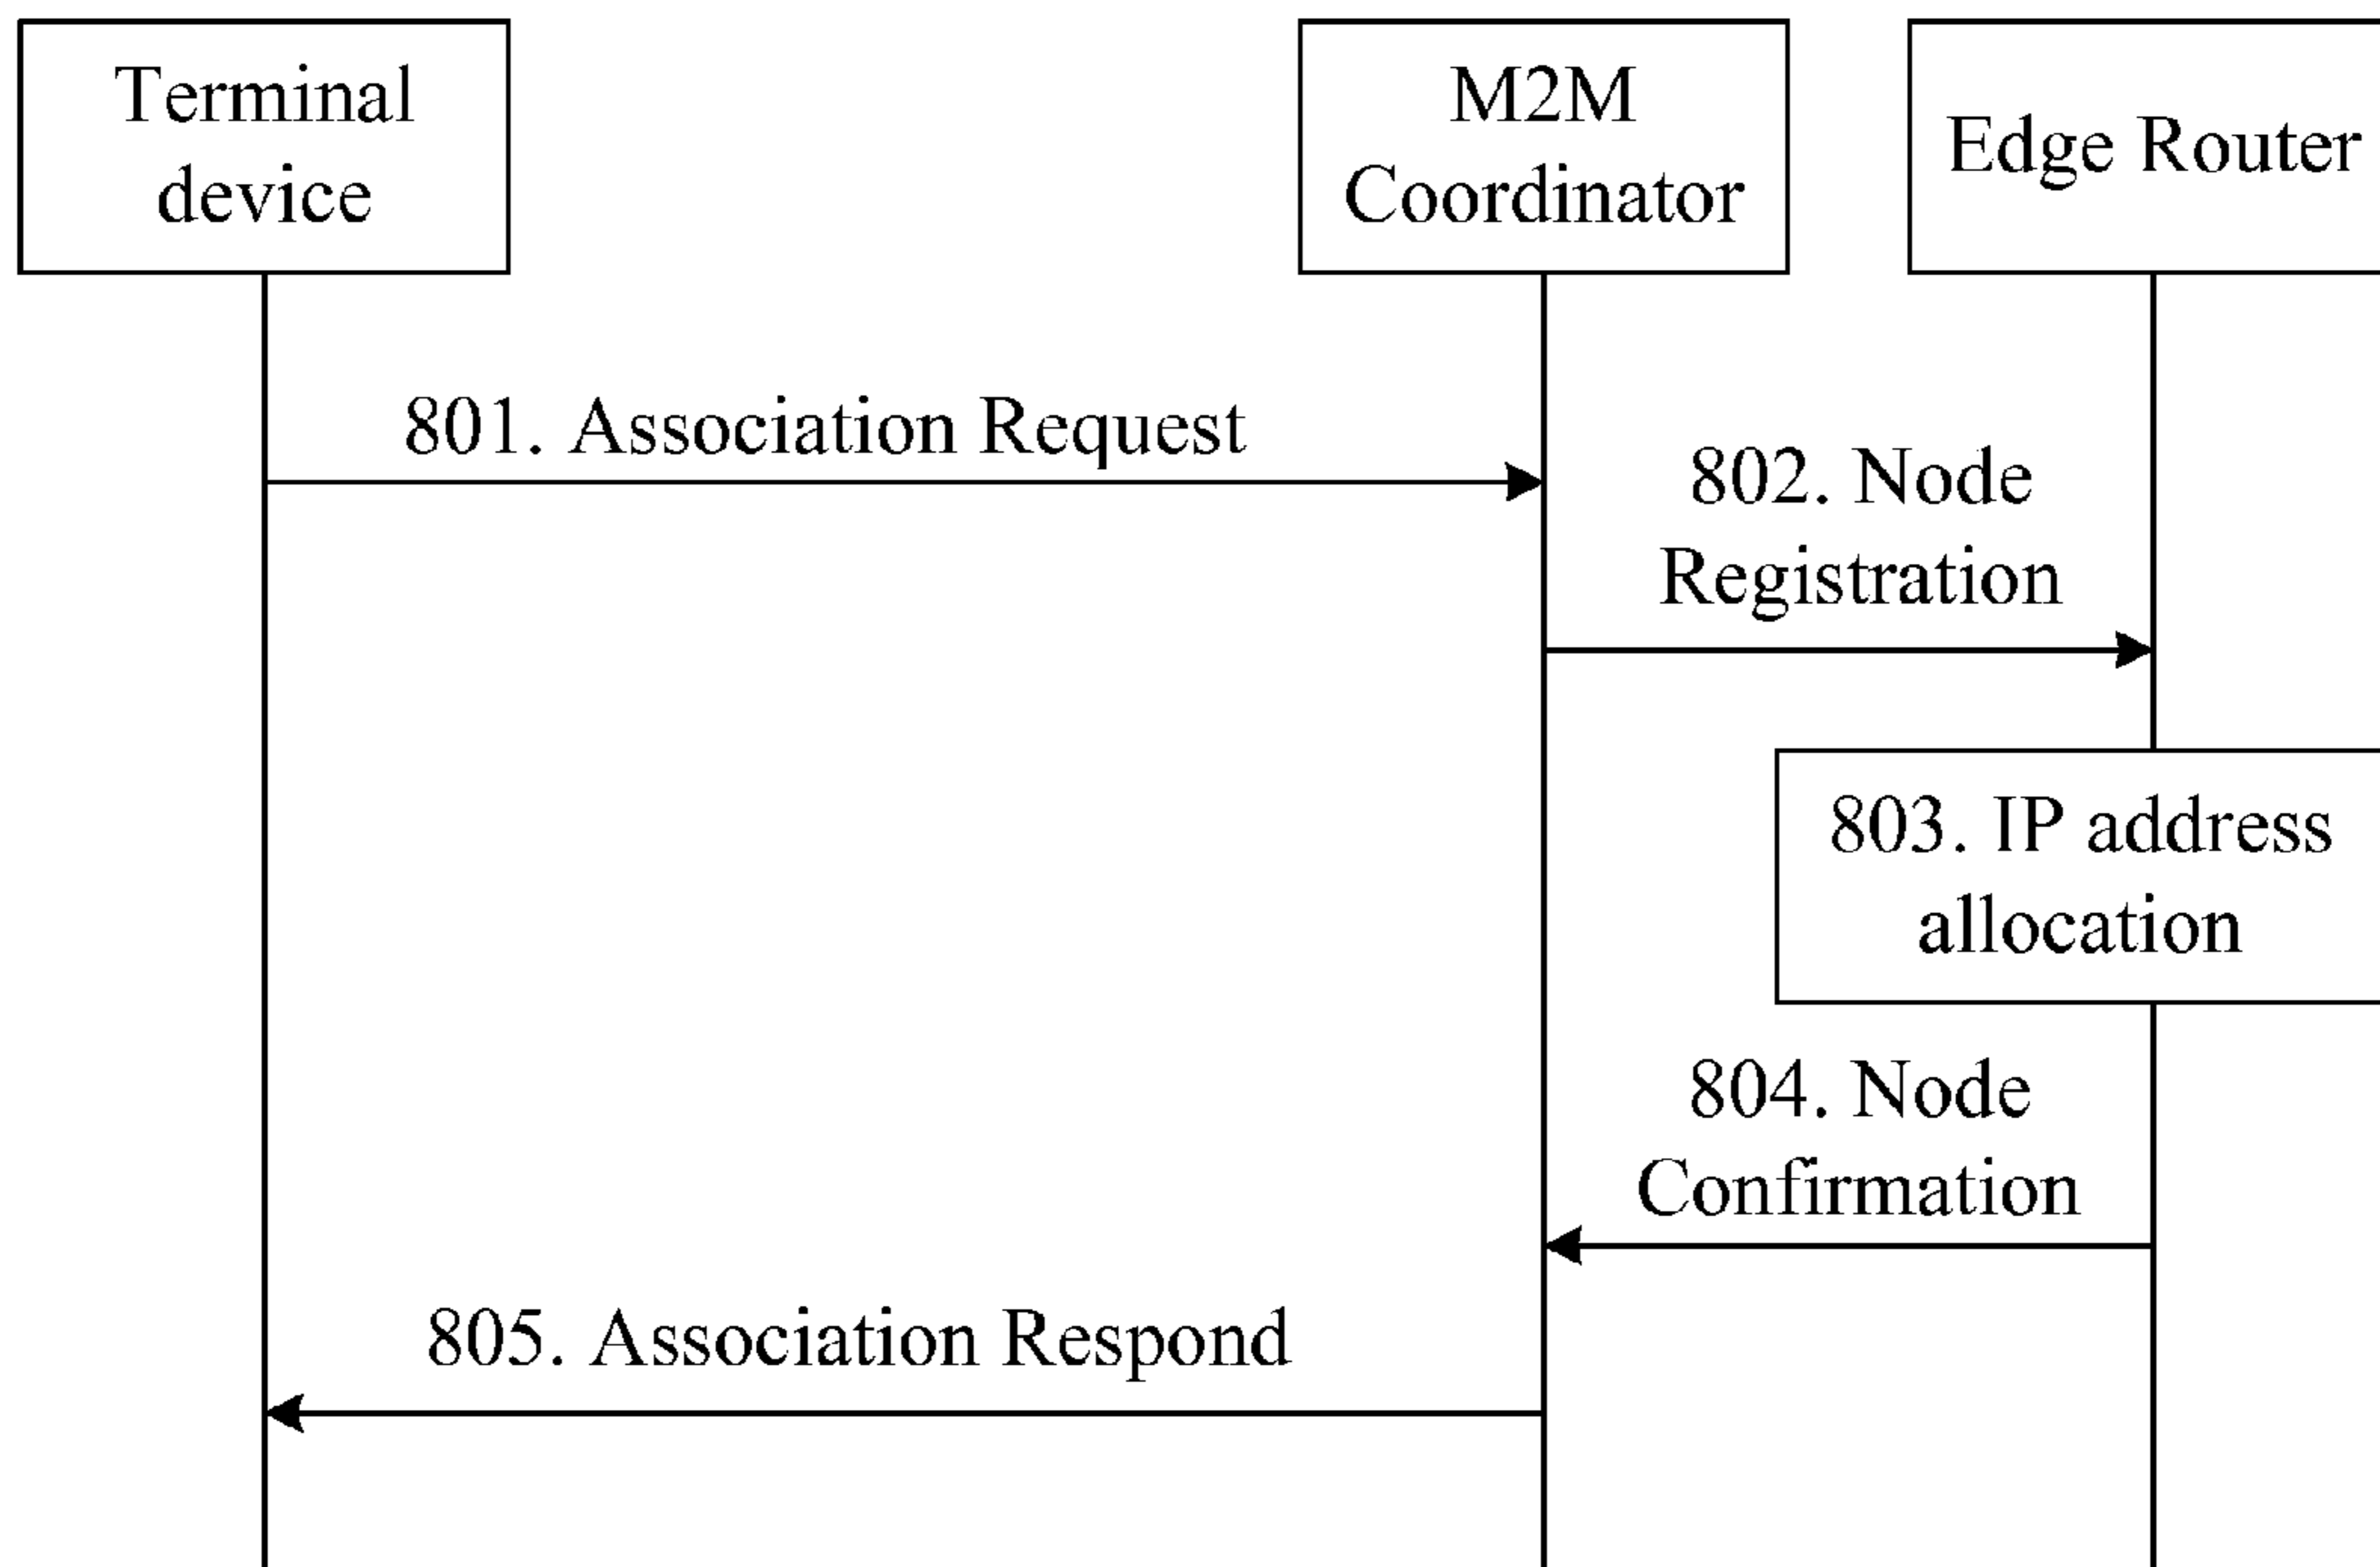 Terminal
device
M2M
Coordinator
Edge Router
801. Association Request
802. Node
Registration
803. IP address
allocation
804. Node
Confirmation
805. Association Respond